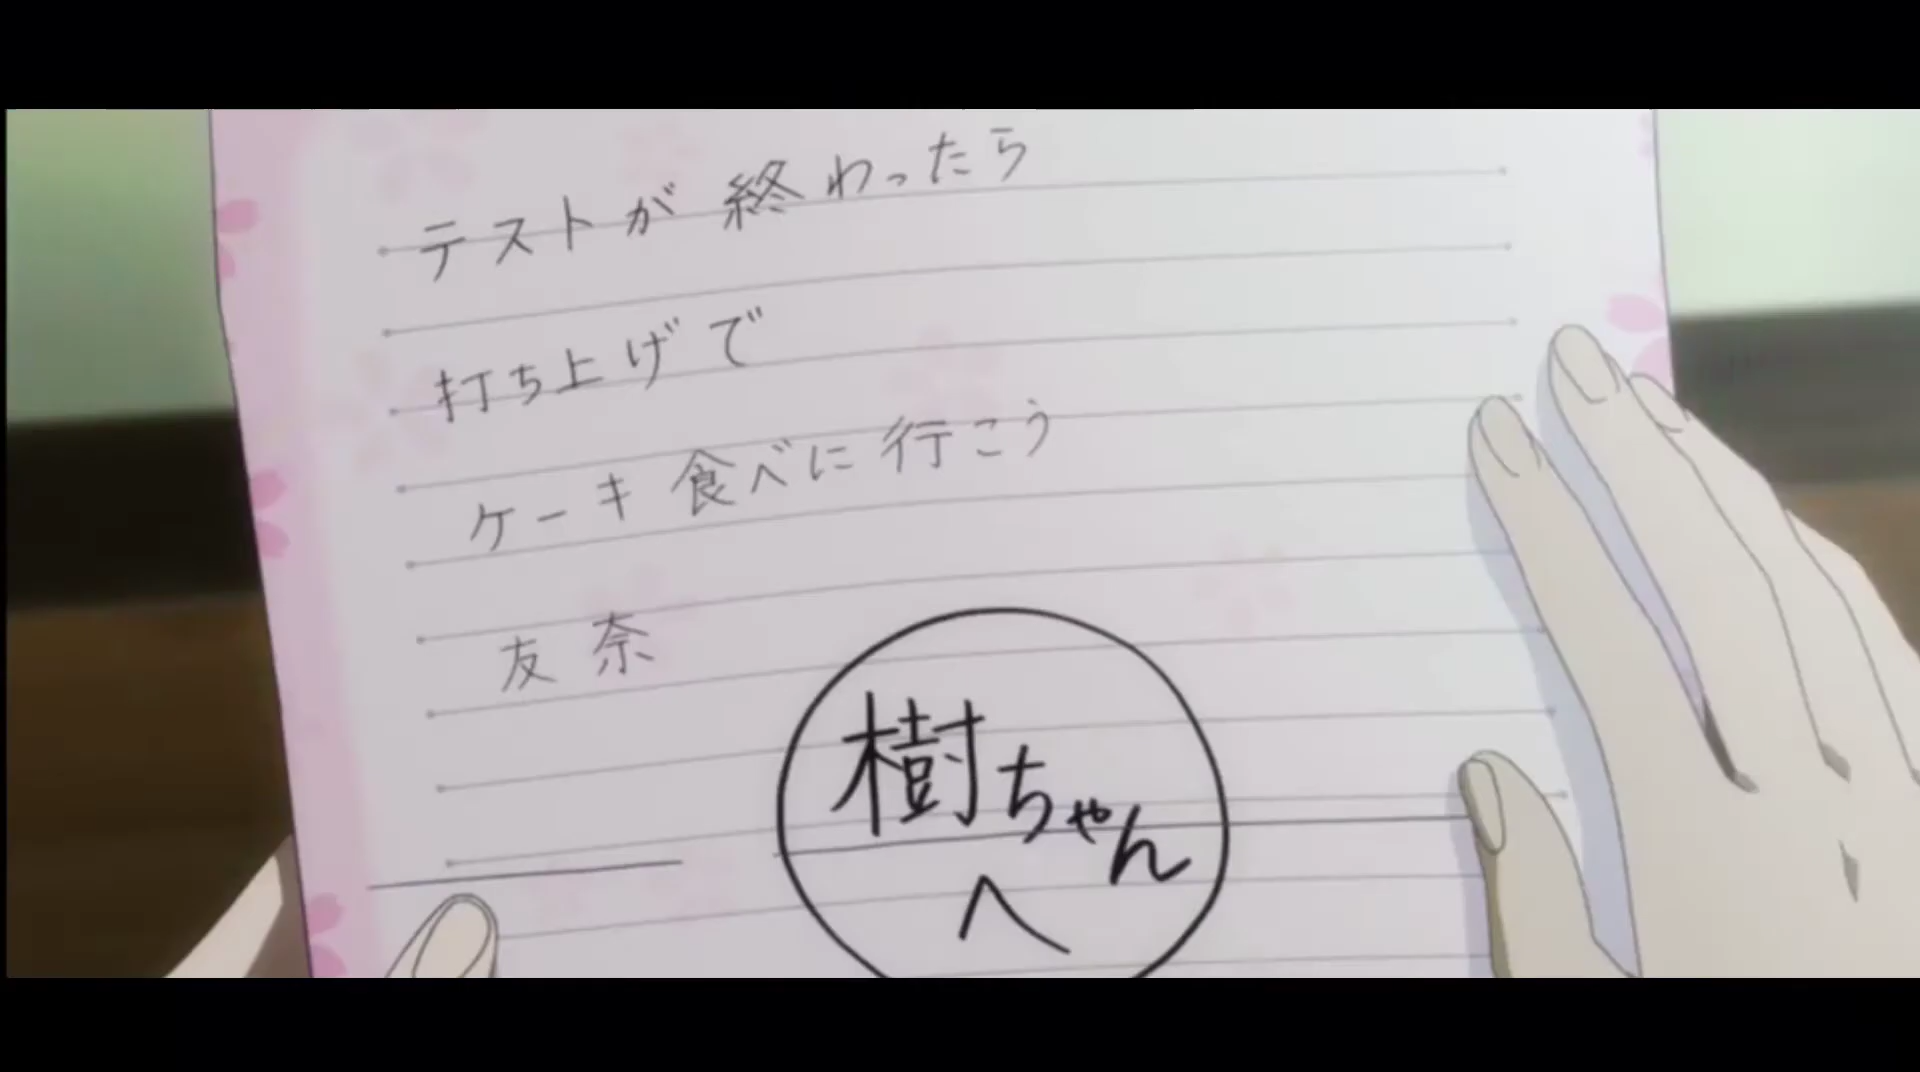 テストが終わったら
打ち上げで
ケーキ食べに行こう
友奈
樹ちゃん
へ